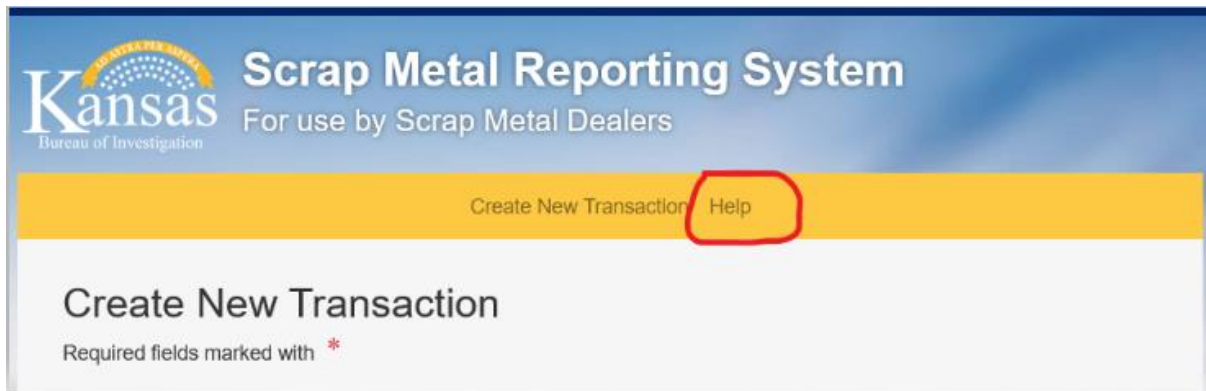 AD ASTRA PER ASPERA
Kansas
Bureau of Investigation
Scrap Metal Reporting System
For use by Scrap Metal Dealers
Create New Transaction Help
Create New Transaction
Required fields marked with *